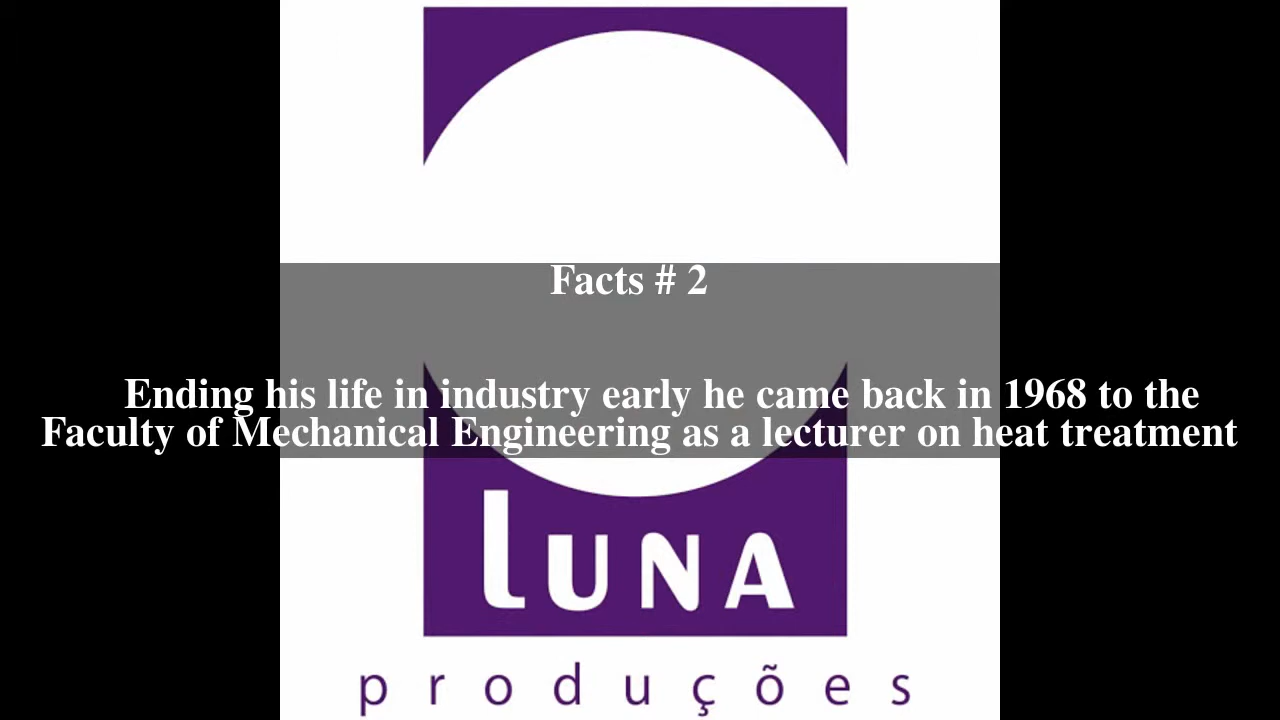 Facts # 2
Ending his life in industry early he came back in 1968 to the
Faculty of Mechanical Engineering as a lecturer on heat treatment
LUNA
produções